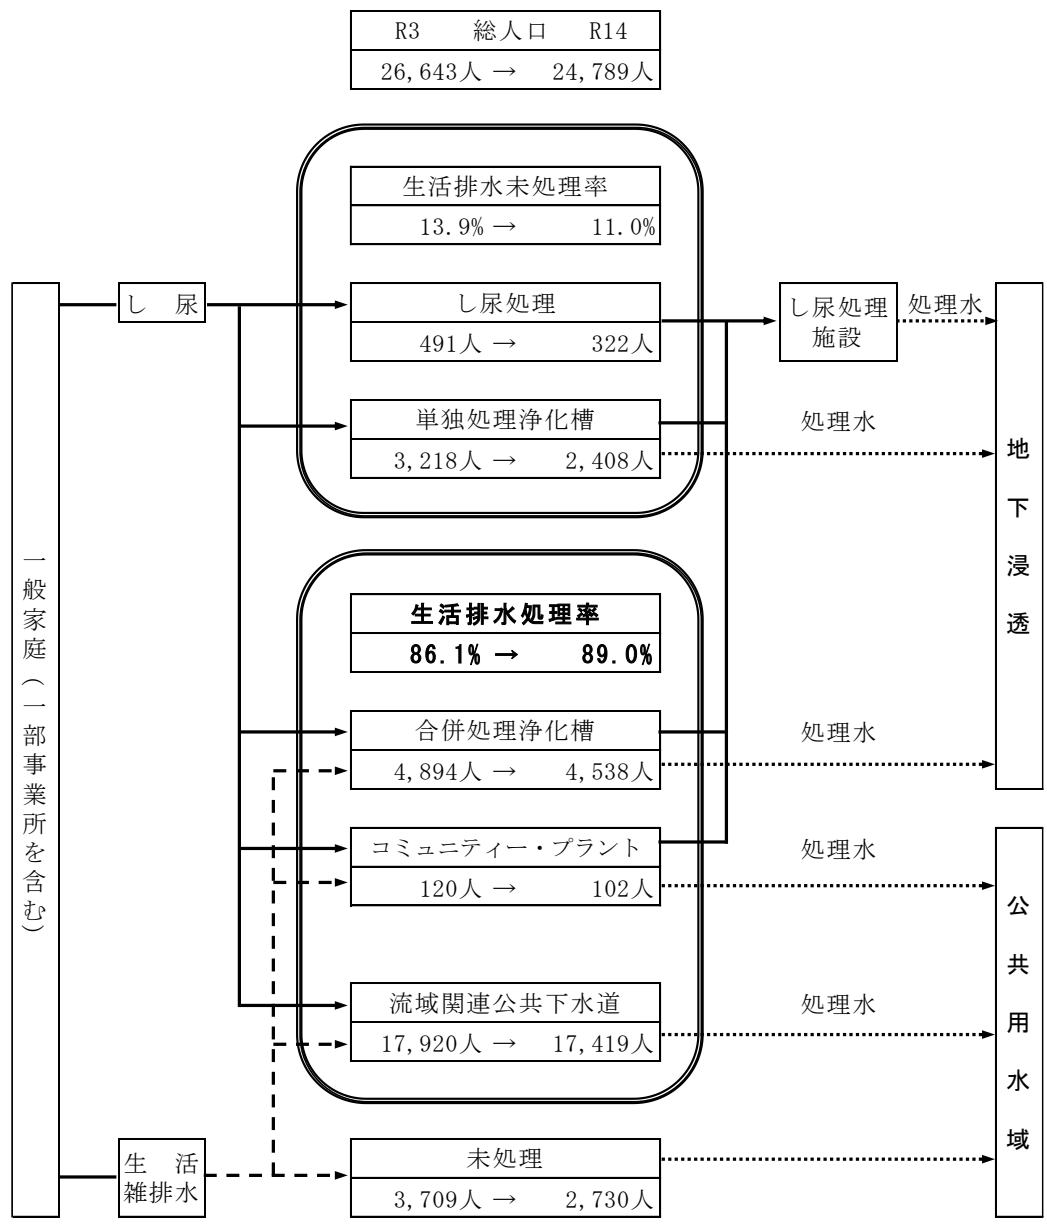 R3 総人口 R14
26,643人 → 24,789人
生活排水未処理率
13.9% → 11.0%
し 尿
し尿処理
491人 → 322人
し尿処理
施設
処理水
単独処理浄化槽
3,218人 → 2,408人
処理水
地下浸透
一般家庭(一部事業所を含む)
生活排水処理率
86.1% → 89.0%
合併処理浄化槽
4,894人 → 4,538人
処理水
コミュニティー・プラント
120人 → 102人
処理水
公共用水域
流域関連公共下水道
17,920人 → 17,419人
処理水
生 活
雑排水
未処理
3,709人 → 2,730人